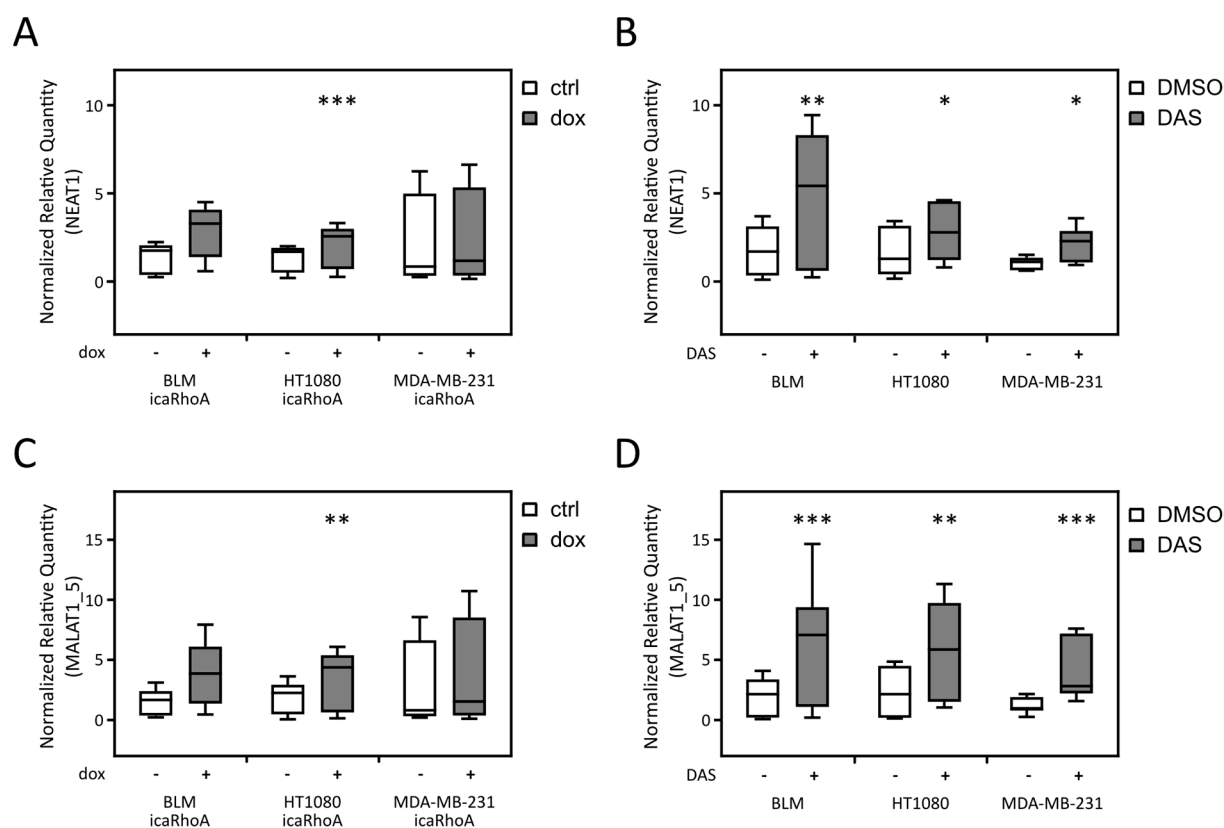 A
Normalized Relative Quantity
(NEAT1)
10
5
0
***
ctrl
dox
dox - + - + - +
BLM
icaRhoA
HT1080
icaRhoA
MDA-MB-231
icaRhoA
B
Normalized Relative Quantity
(NEAT1)
10
5
0
** * *
DMSO
DAS
DAS - + - + - +
BLM HT1080 MDA-MB-231
C
Normalized Relative Quantity
(MALAT1_5)
15
10
5
0
**
ctrl
dox
dox - + - + - +
BLM
icaRhoA
HT1080
icaRhoA
MDA-MB-231
icaRhoA
D
Normalized Relative Quantity
(MALAT1_5)
15
10
5
0
*** ** ***
DMSO
DAS
DAS - + - + - +
BLM HT1080 MDA-MB-231